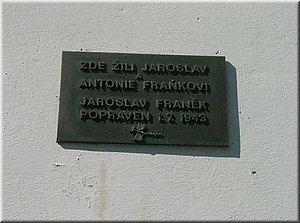 ZDE ŽILI JAROSLAV
A
ANTONIE FRAŇKOVI
JAROSLAV FRANĚK
POPRAVEN 1.7. 1943